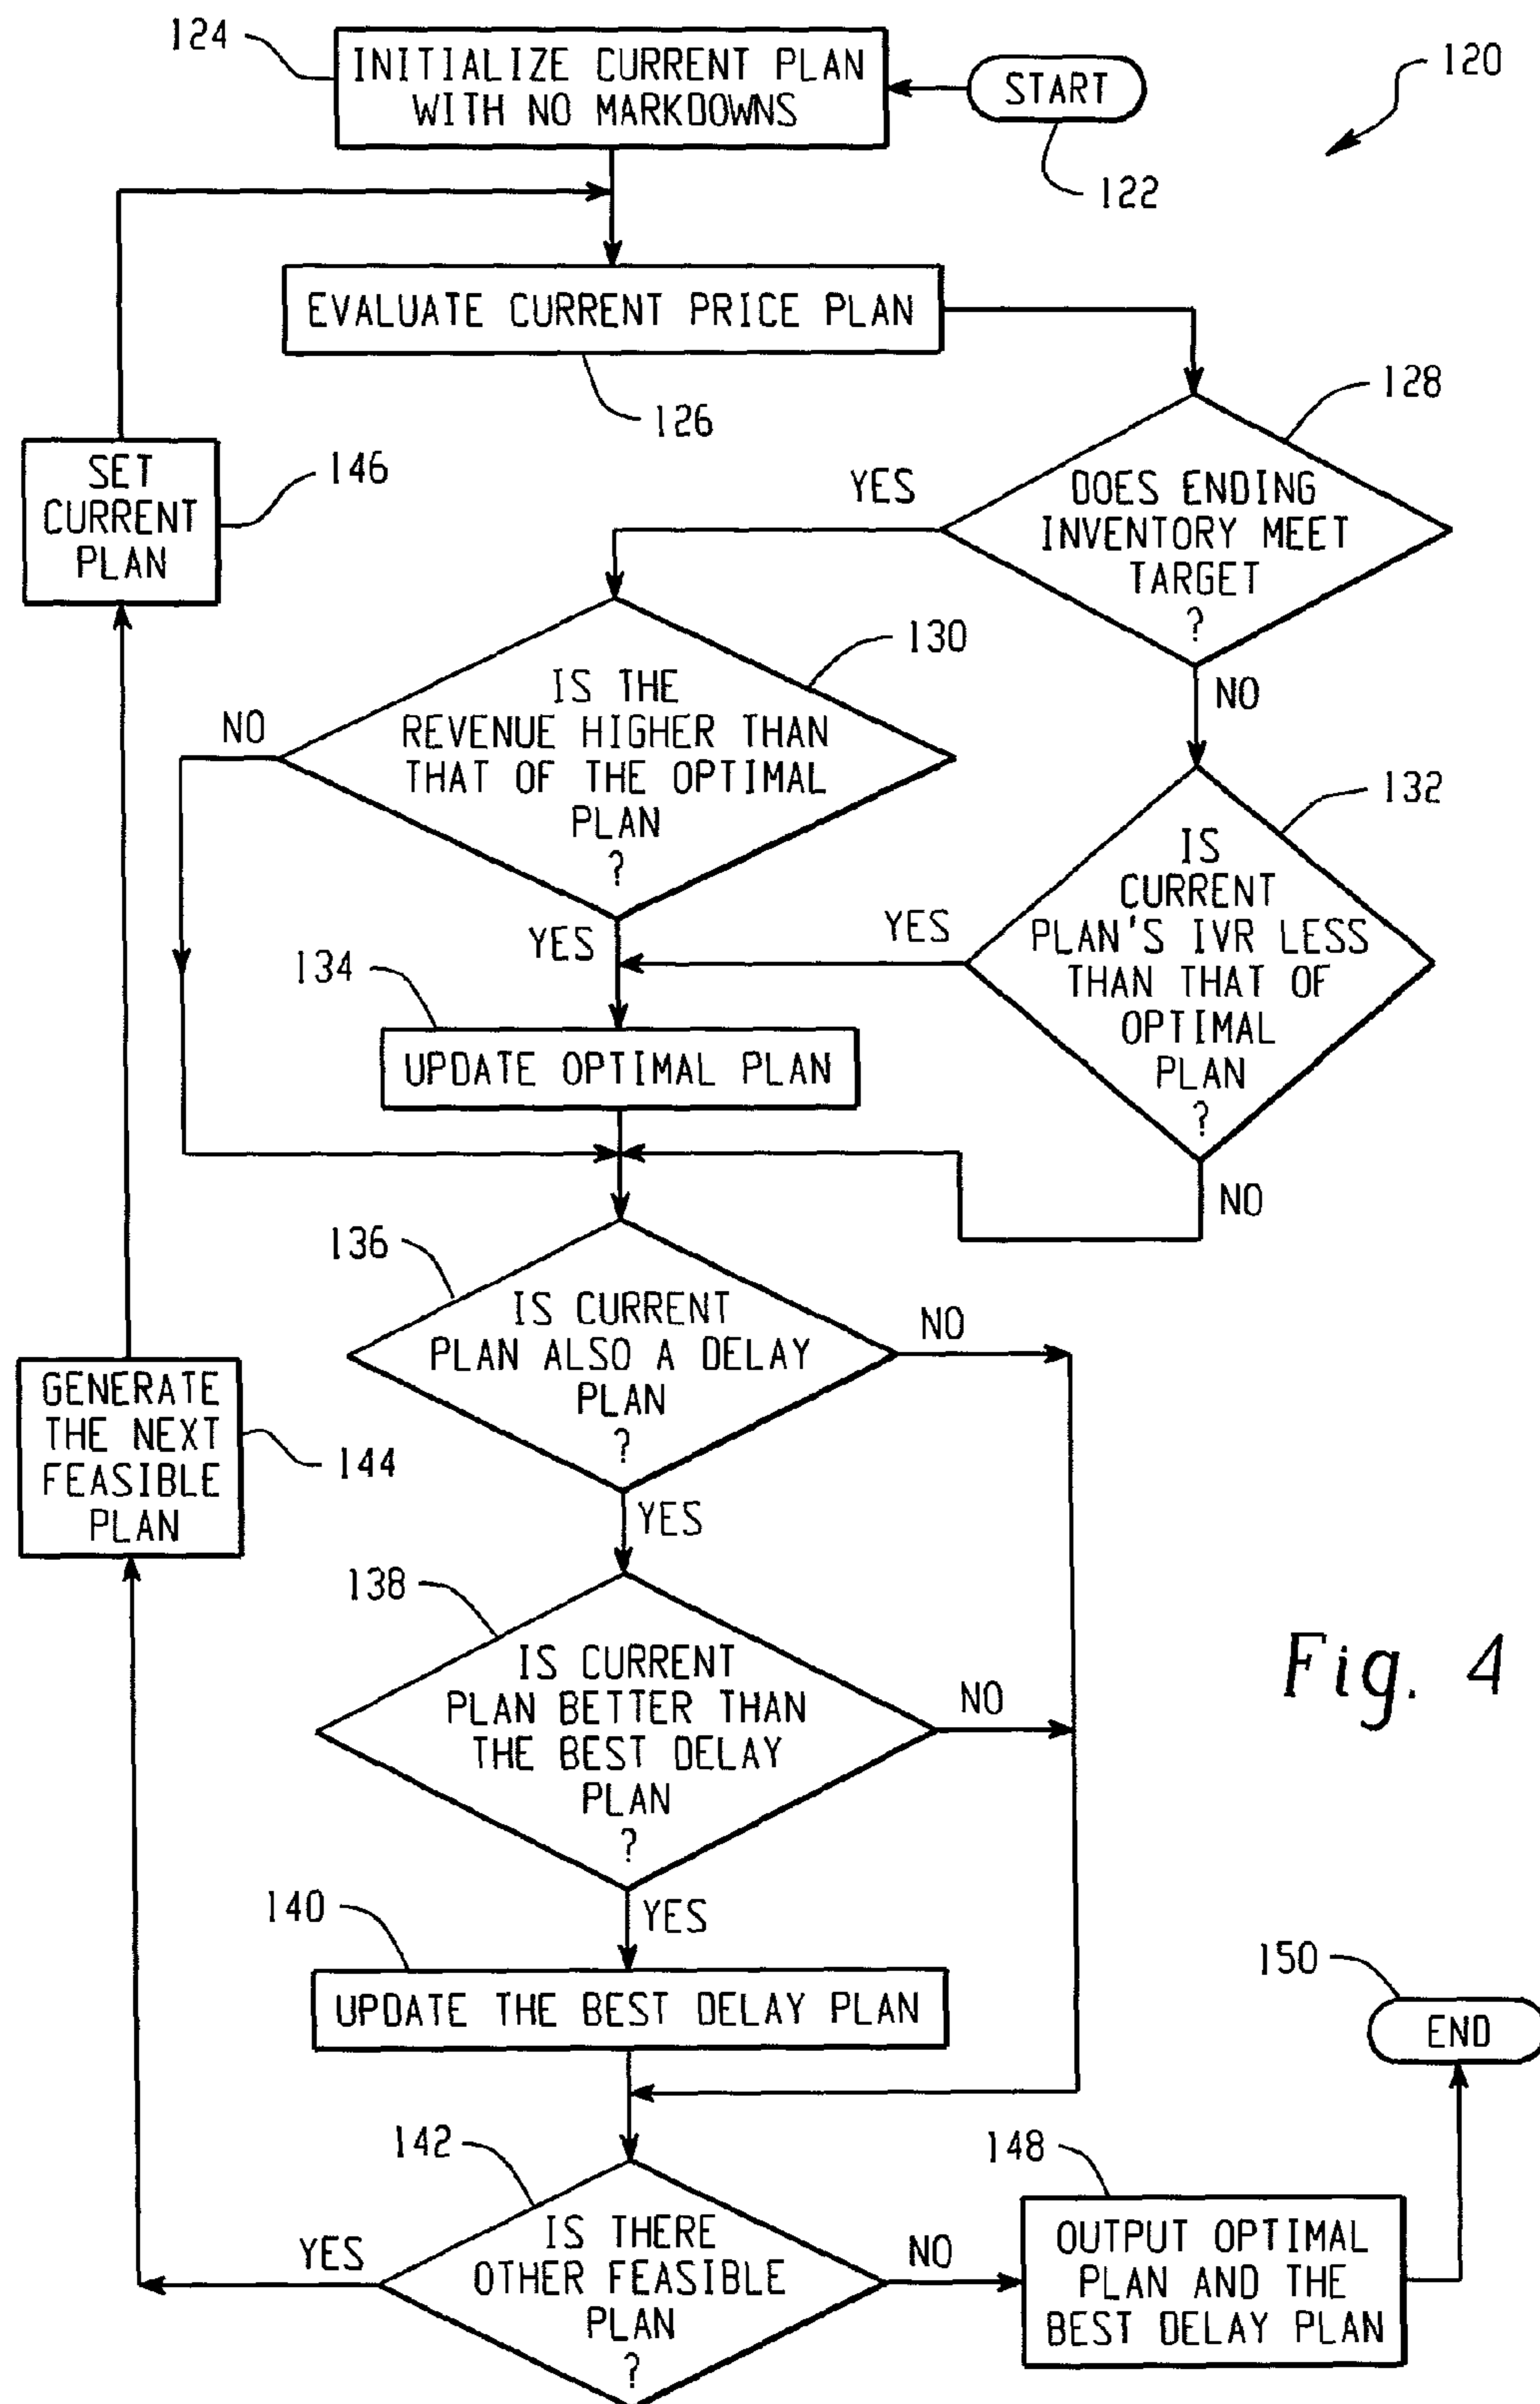 124
INITIALIZE CURRENT PLAN
WITH NO MARKDOWNS
START
120
122
EVALUATE CURRENT PRICE PLAN
126
128
SET
CURRENT
PLAN
146
YES
DOES ENDING
INVENTORY MEET
TARGET
?
NO
130
IS THE
REVENUE HIGHER THAN
THAT OF THE OPTIMAL
PLAN
?
NO
YES
132
IS
CURRENT
PLAN'S IVR LESS
THAN THAT OF
OPTIMAL
PLAN
?
YES
NO
134
UPDATE OPTIMAL PLAN
136
IS CURRENT
PLAN ALSO A DELAY
PLAN
?
NO
YES
GENERATE
THE NEXT
FEASIBLE
PLAN
144
138
IS CURRENT
PLAN BETTER THAN
THE BEST DELAY
PLAN
?
NO
YES
Fig. 4
140
UPDATE THE BEST DELAY PLAN
150
END
142
IS THERE
OTHER FEASIBLE
PLAN
?
YES
NO
148
OUTPUT OPTIMAL
PLAN AND THE
BEST DELAY PLAN